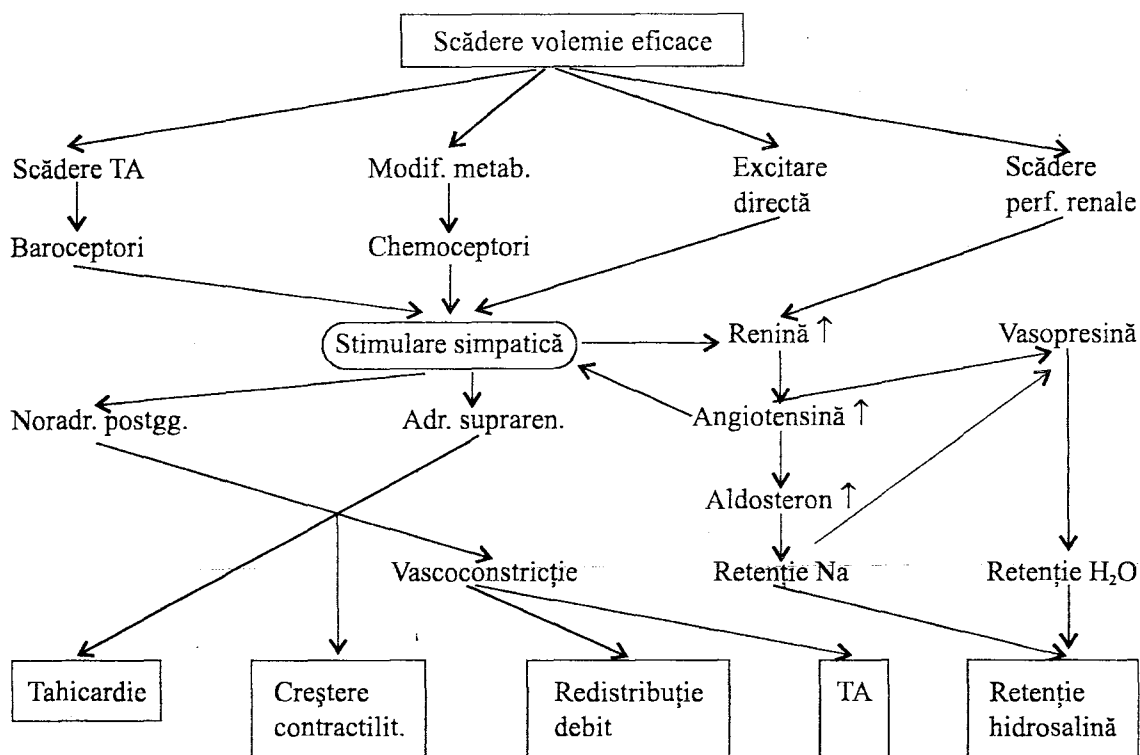 Scădere volemie eficace
Scădere TA
Modif. metab.
Excitare
directă
Scădere
perf. renale
Baroceptori
Chemoceptori
Stimulare simpatică
Renină ↑
Vasopresină
Noradr. postgg.
Adr. supraren.
Angiotensină ↑
Aldosteron ↑
Vascoconstricție
Retenție Na
Retenție H₂O
Tahicardie
Creştere
contractilit.
Redistribuție
debit
TA
Retenție
hidrosalină